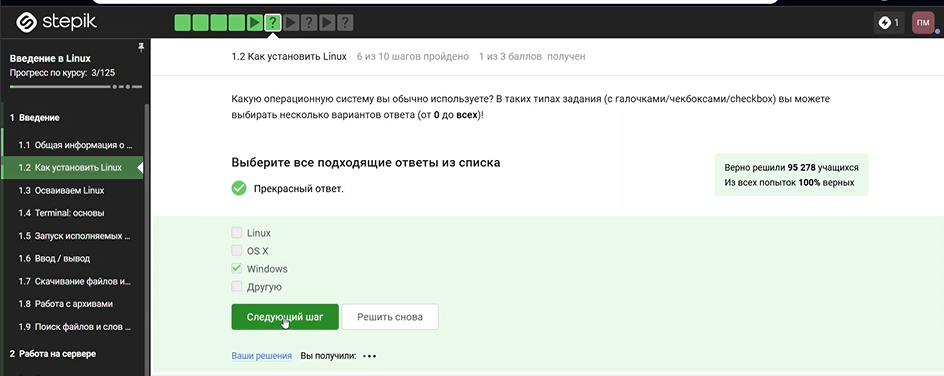 stepik
1
ПМ
Введение в Linux
Прогресс по курсу: 3/125
1 Введение
1.1 Общая информация о ...
1.2 Как установить Linux
1.3 Осваиваем Linux
1.4 Terminal: основы
1.5 Запуск исполняемых ...
1.6 Ввод / вывод
1.7 Скачивание файлов и...
1.8 Работа с архивами
1.9 Поиск файлов и слов ...
2 Работа на сервере
1.2 Как установить Linux 6 из 10 шагов пройдено 1 из 3 баллов получен
Какую операционную систему вы обычно используете? В таких типах задания (с галочками/чекбоксами/checkbox) вы можете
выбирать несколько вариантов ответа (от 0 до всех)!
Выберите все подходящие ответы из списка
Прекрасный ответ.
Верно решили 95 278 учащихся
Из всех попыток 100% верных
Linux
OS X
Windows
Другую
Следующий шаг Решить снова
Ваши решения Вы получили: •••